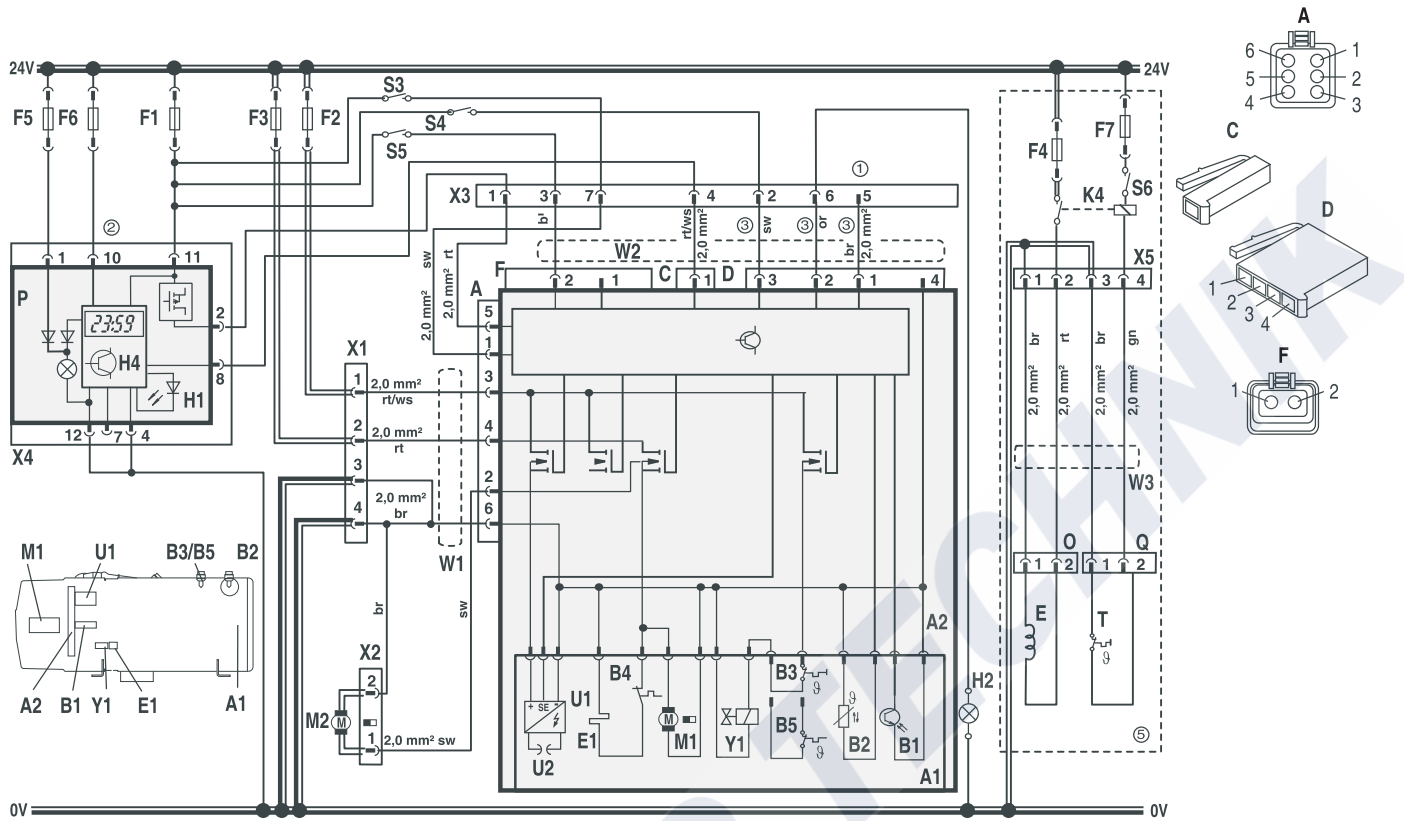 24V
24V
F5
F6
F1
F3
F2
S3
S4
S5
F4
F7
K4
S6
A
6 1
5 2
4 3
C
D
1
2
3
4
F
1 2
X3
1 3 7 4 2 6 5
①
②
1 10 11
sw
2,0 mm²
rt
2,0 mm²
rt/ws
2,0 mm²
③
sw
③
or
③
br
2,0 mm²
W2
F
2 1
C
1
D
3 2 1 4
P
23:59
H4
H1
2
8
12 7 4
X4
X1
1
2
3
4
2,0 mm²
rt/ws
2,0 mm²
rt
2,0 mm²
br
W1
A
5
1
3
4
2
6
br
sw
X2
2
1
M2
M
2,0 mm² sw
M1
U1
B3/B5
B2
A2
B1
Y1
E1
A1
A2
+ SE -
U1
U2
E1
B4
M
M1
Y1
B3
ϑ
B5
ϑ
ϑ
B2
B1
A1
H2
X5
1 2 3 4
br
2,0 mm²
rt
2,0 mm²
br
2,0 mm²
gn
2,0 mm²
W3
O
1 2
Q
1 2
E
T
ϑ
⑤
0V
0V
TECHNIK